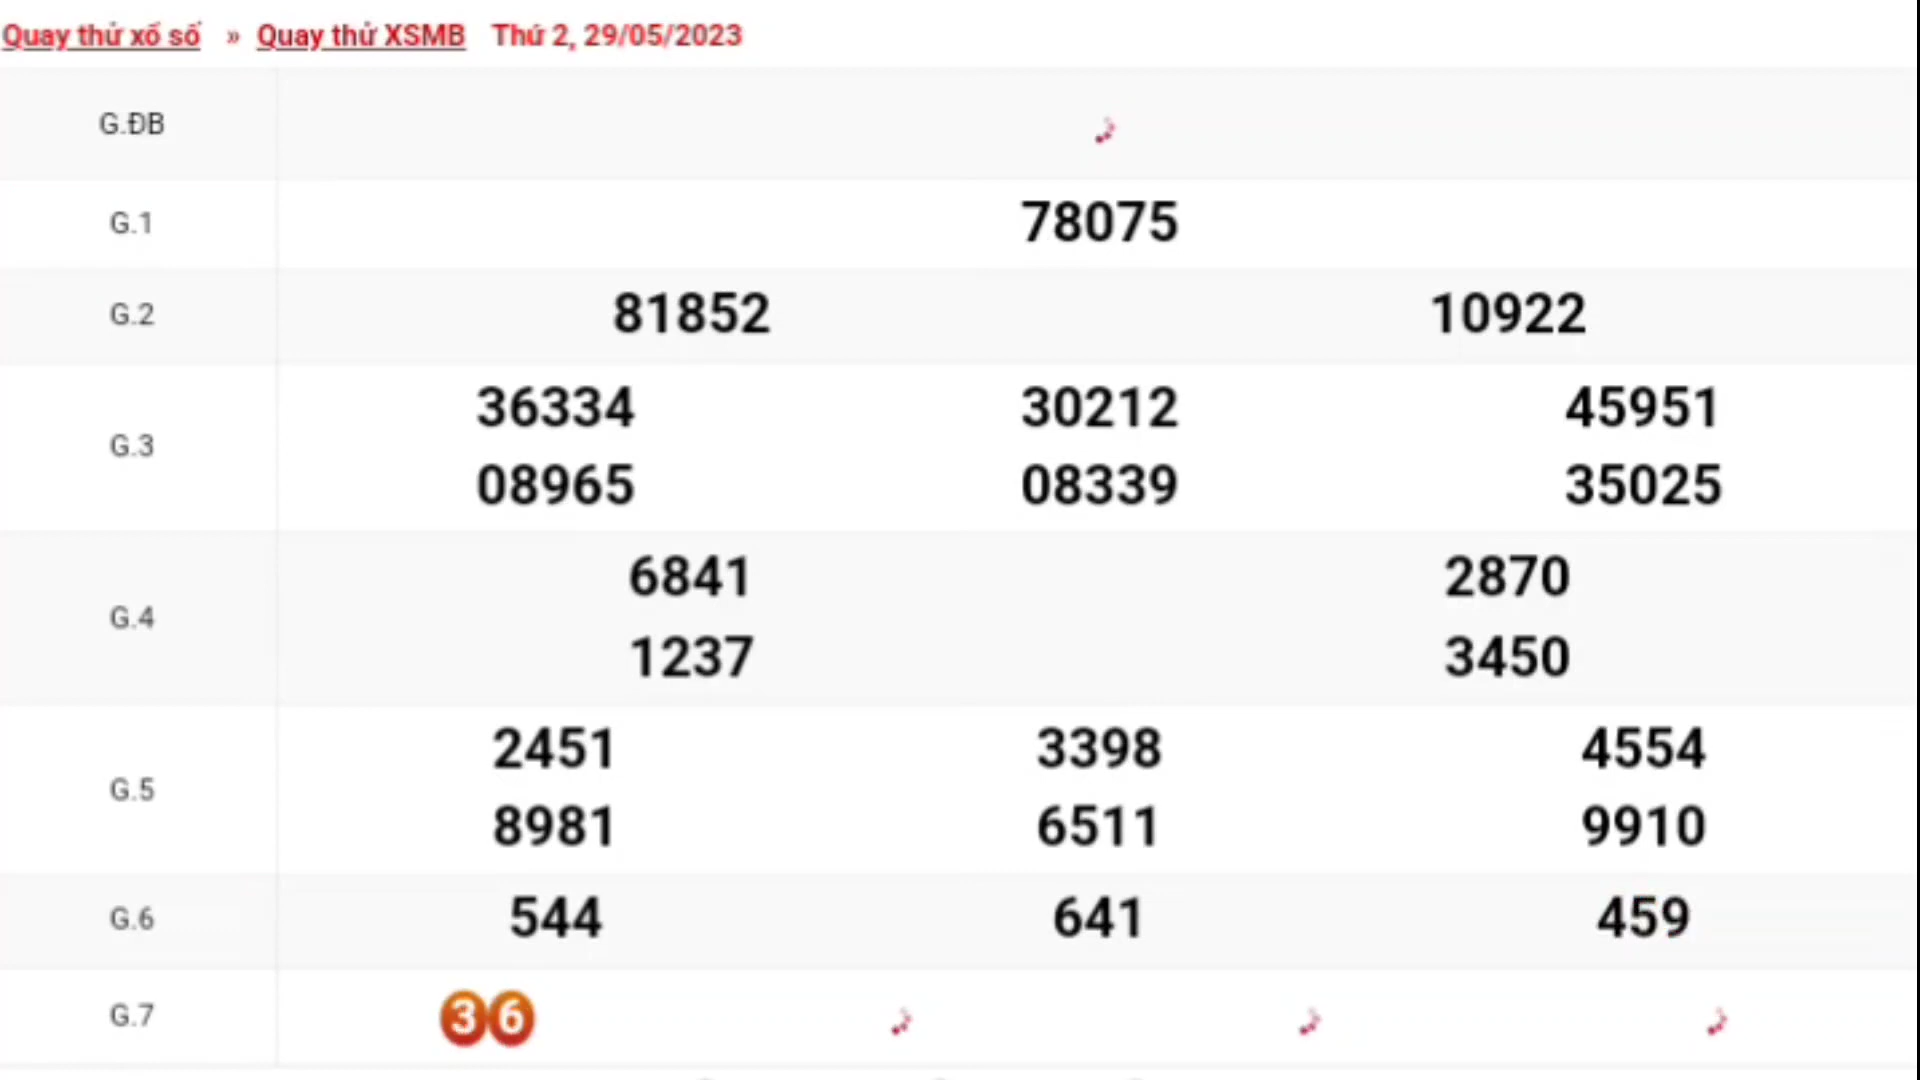 Quay thử xổ số » Quay thử XSMB Thứ 2, 29/05/2023
G.ĐB
G.1 78075
G.2 81852 10922
G.3 36334 30212 45951
08965 08339 35025
G.4 6841 2870
1237 3450
G.5 2451 3398 4554
8981 6511 9910
G.6 544 641 459
G.7 36